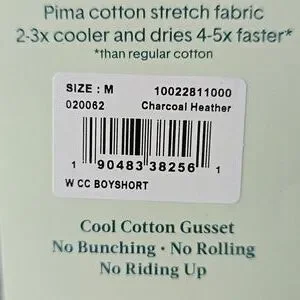 Pima cotton stretch fabric
2-3x cooler and dries 4-5x faster*
*than regular cotton
SIZE : M 10022811000
020062 Charcoal Heather
1 90483 38256 1
W CC BOYSHORT
Cool Cotton Gusset
No Bunching • No Rolling
No Riding Up